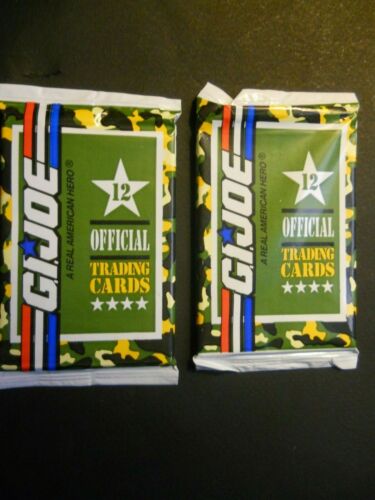 G.I. JOE
A REAL AMERICAN HERO ®
12
OFFICIAL
TRADING
CARDS
G.I. JOE
A REAL AMERICAN HERO ®
12
OFFICIAL
TRADING
CARDS